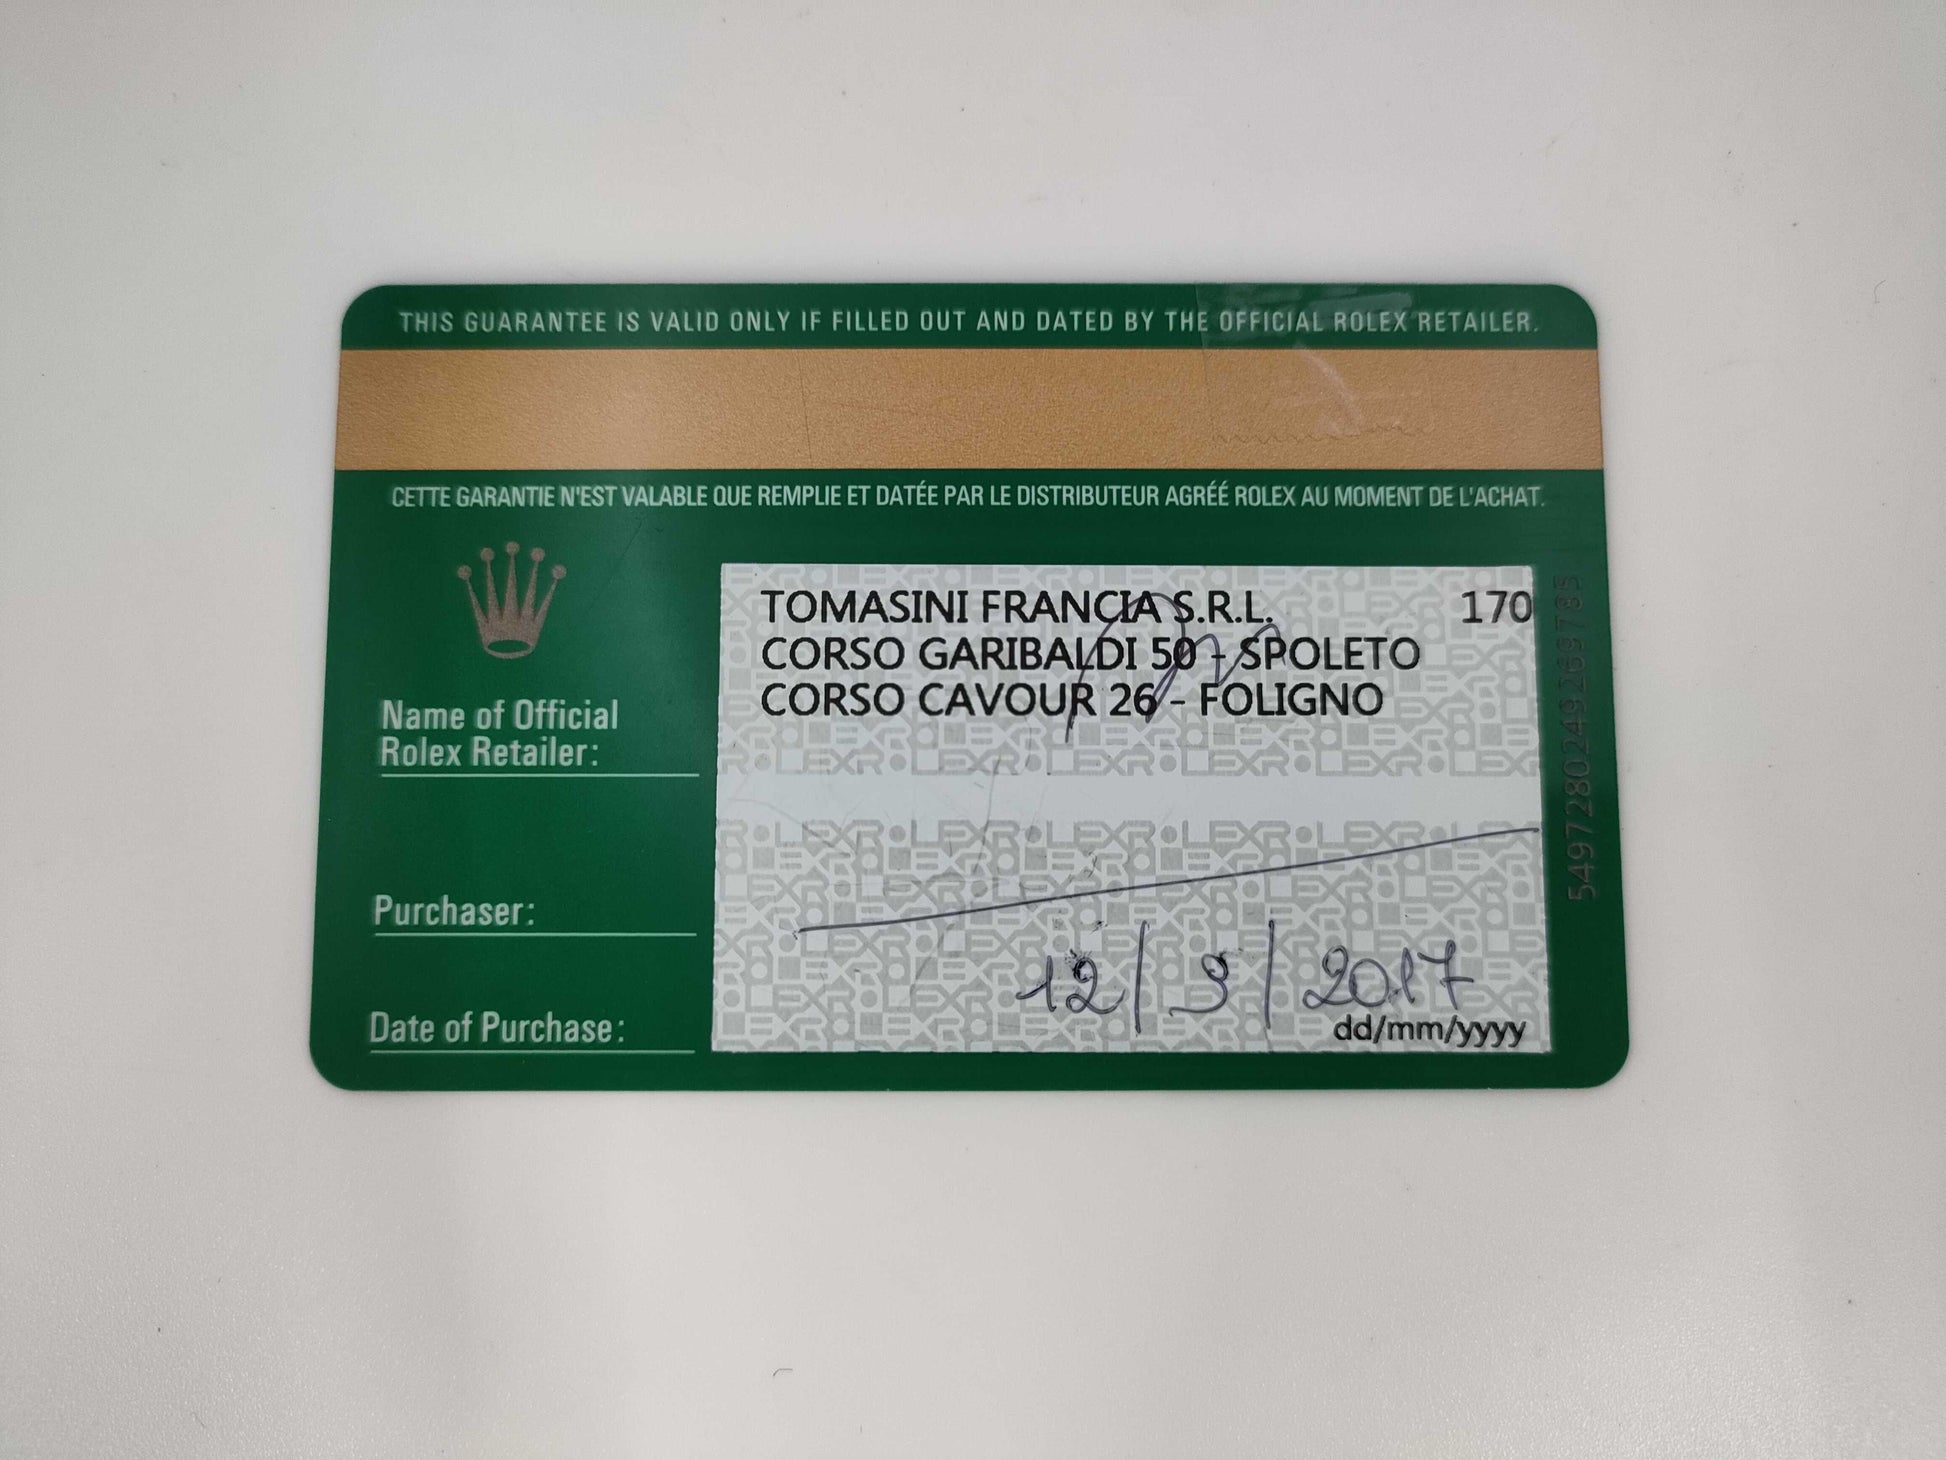 THIS GUARANTEE IS VALID ONLY IF FILLED OUT AND DATED BY THE OFFICIAL ROLEX RETAILER.
CETTE GARANTIE N'EST VALABLE QUE REMPLIE ET DATÉE PAR LE DISTRIBUTEUR AGRÉÉ ROLEX AU MOMENT DE L'ACHAT.
TOMASINI FRANCIA S.R.L. 170
CORSO GARIBALDI 50 - SPOLETO
CORSO CAVOUR 26 - FOLIGNO
Name of Official
Rolex Retailer:
Purchaser:
Date of Purchase:
12/9/2017
dd/mm/yyyy